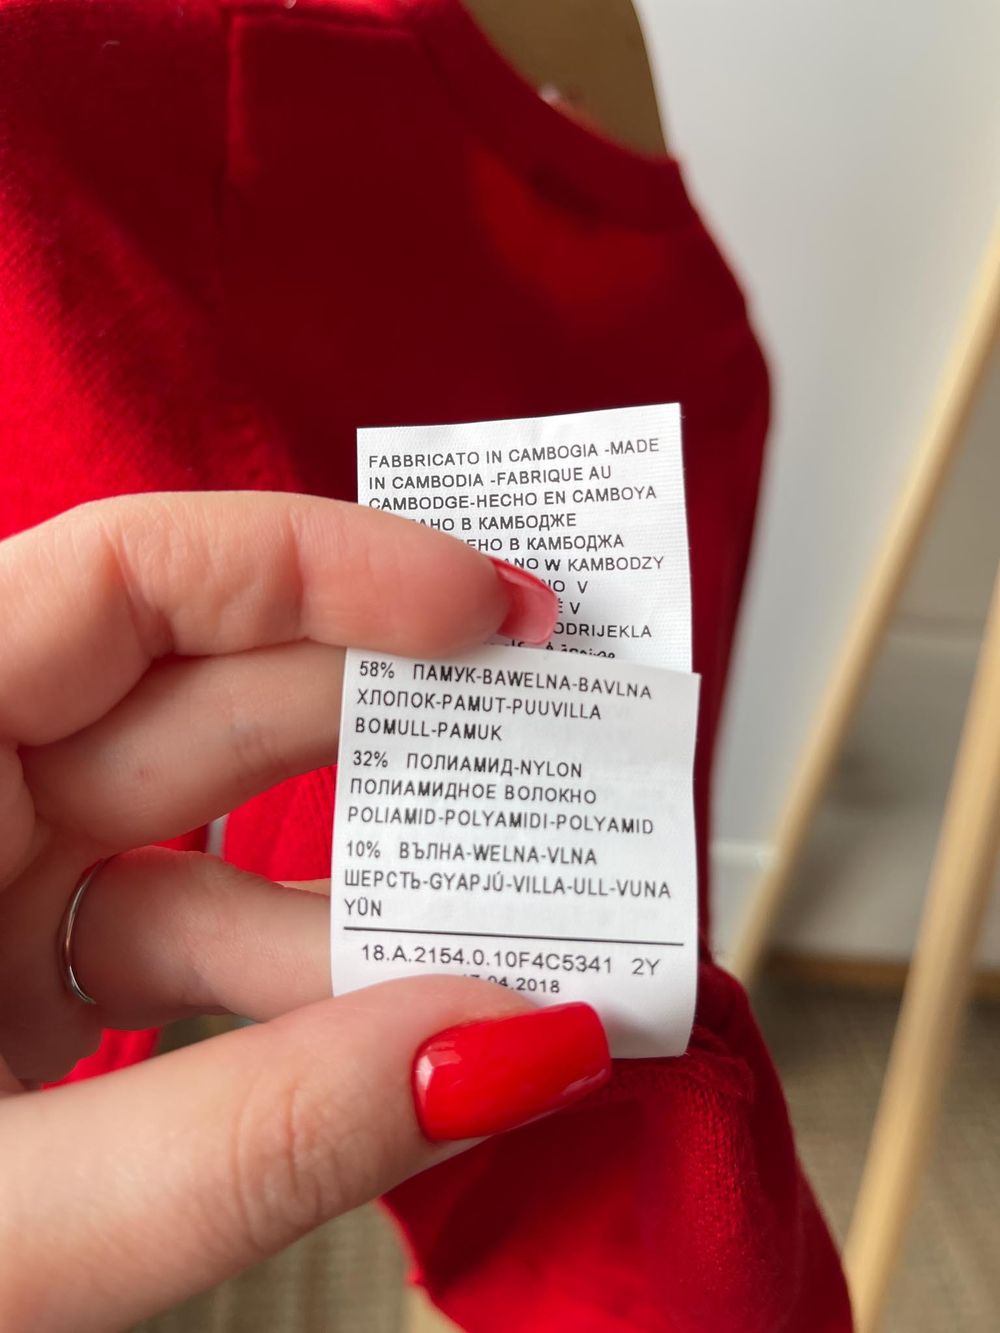 FABBRICATO IN CAMBOGIA -MADE
IN CAMBODIA -FABRIQUE AU
CAMBODGE-HECHO EN CAMBOYA
В КАМБОДЖЕ
В КАМБОДЖА
W KAMBODZY
V
V
ODRIJEKLA
58% ПАМУК-BAWELNA-BAVLNA
ХЛОПОК-PAMUT-PUUVILLA
BOMULL-PAMUK
32% ПОЛИАМИД-NYLON
ПОЛИАМИДНОЕ ВОЛОКНО
POLIAMID-POLYAMIDI-POLYAMID
10% ВЪЛНА-WELNA-VLNA
ШЕРСТЬ-GYAPJÚ-VILLA-ULL-VUNA
YÜN
18.A.2154.0.10F4C5341 2Y
04.2018